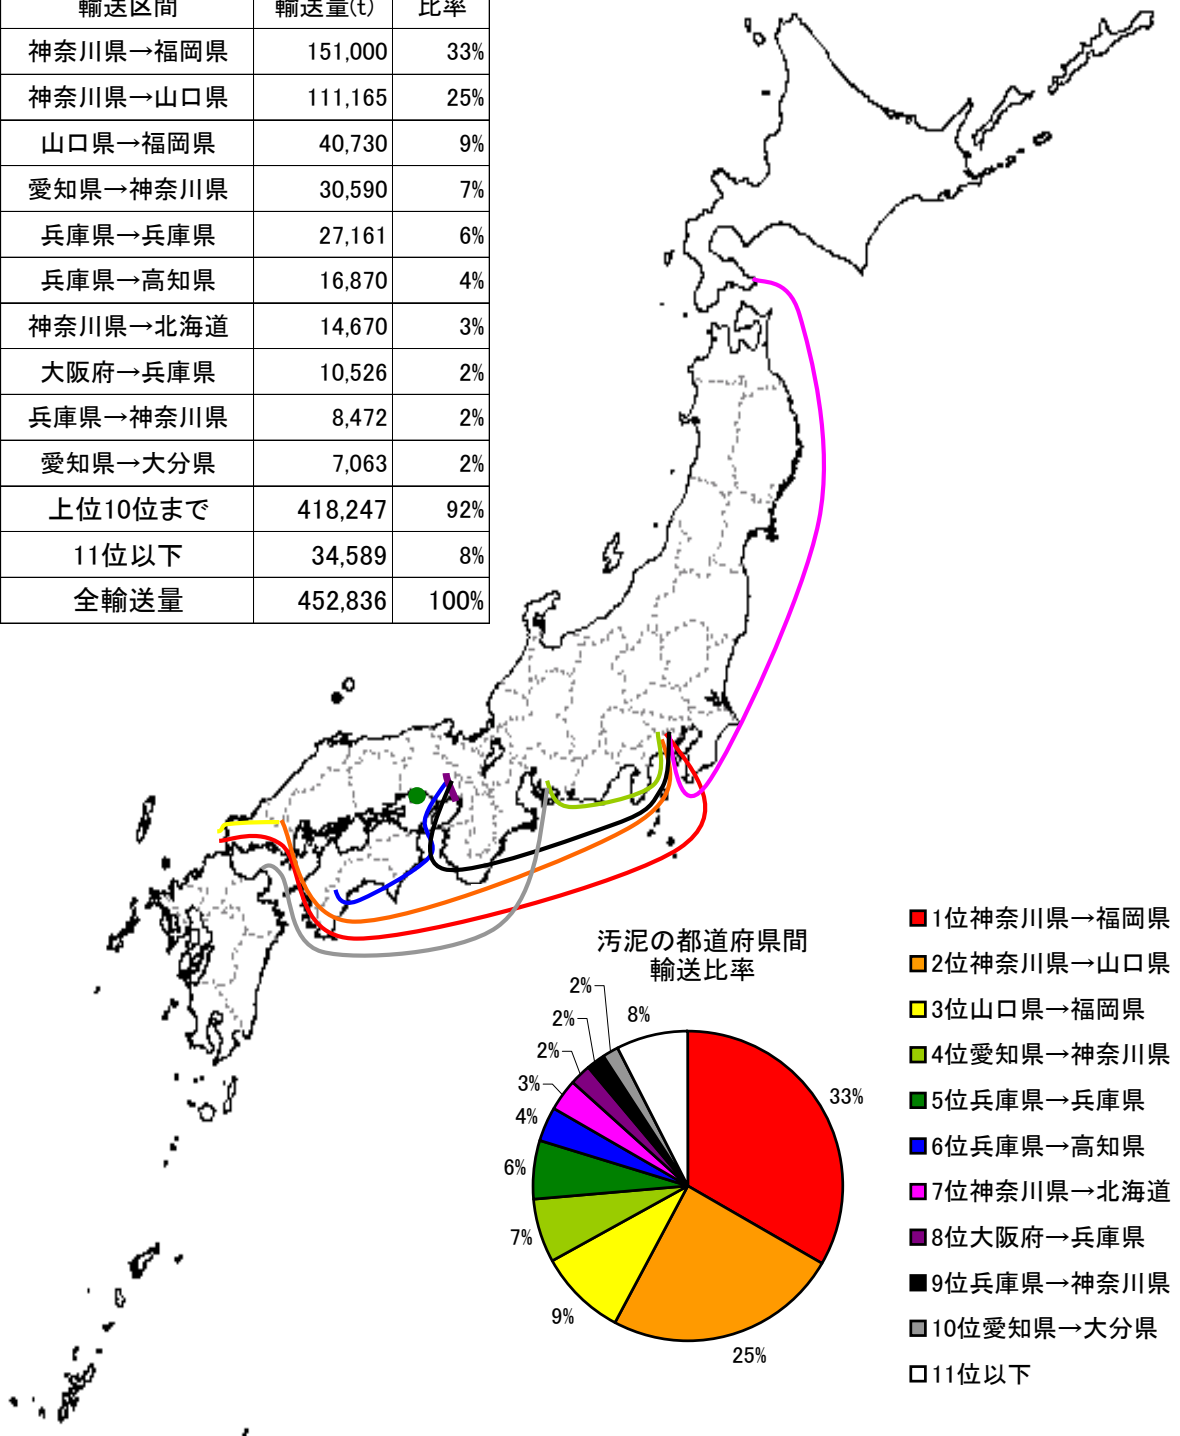 輸送区間 輸送量(t) 比率
神奈川県→福岡県 151,000 33%
神奈川県→山口県 111,165 25%
山口県→福岡県 40,730 9%
愛知県→神奈川県 30,590 7%
兵庫県→兵庫県 27,161 6%
兵庫県→高知県 16,870 4%
神奈川県→北海道 14,670 3%
大阪府→兵庫県 10,526 2%
兵庫県→神奈川県 8,472 2%
愛知県→大分県 7,063 2%
上位10位まで 418,247 92%
11位以下 34,589 8%
全輸送量 452,836 100%
汚泥の都道府県間
輸送比率
33%
25%
9%
7%
6%
4%
3%
2%
2%
2%
8%
1位神奈川県→福岡県
2位神奈川県→山口県
3位山口県→福岡県
4位愛知県→神奈川県
5位兵庫県→兵庫県
6位兵庫県→高知県
7位神奈川県→北海道
8位大阪府→兵庫県
9位兵庫県→神奈川県
10位愛知県→大分県
11位以下